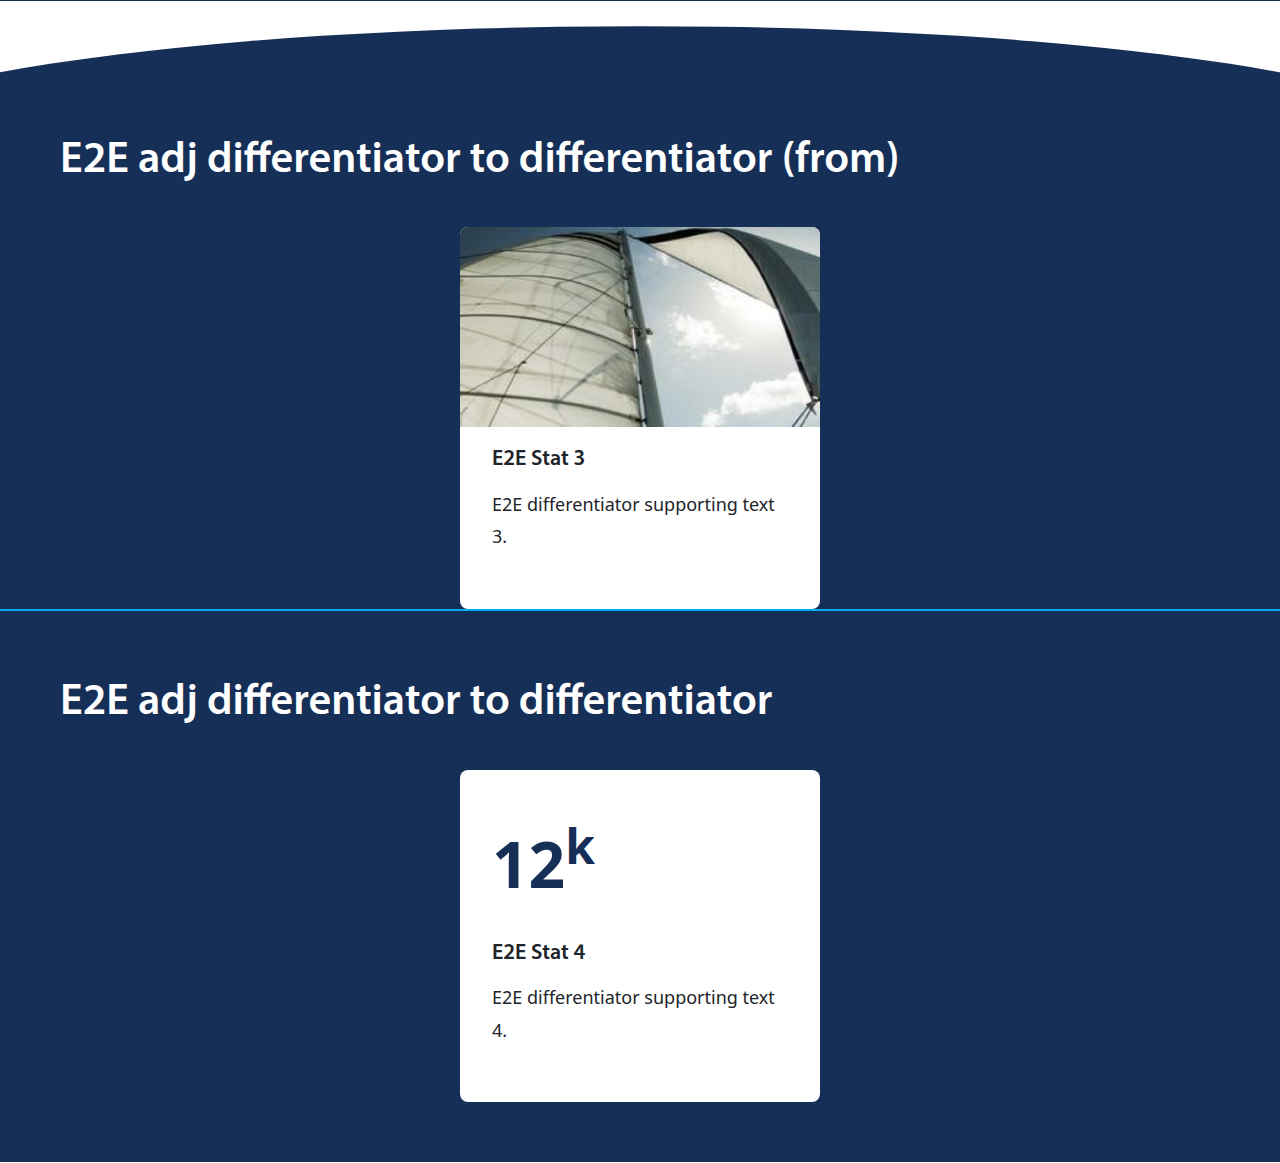 E2E adj differentiator to differentiator (from)
E2E Stat 3
E2E differentiator supporting text
3.
E2E adj differentiator to differentiator
12k
E2E Stat 4
E2E differentiator supporting text
4.